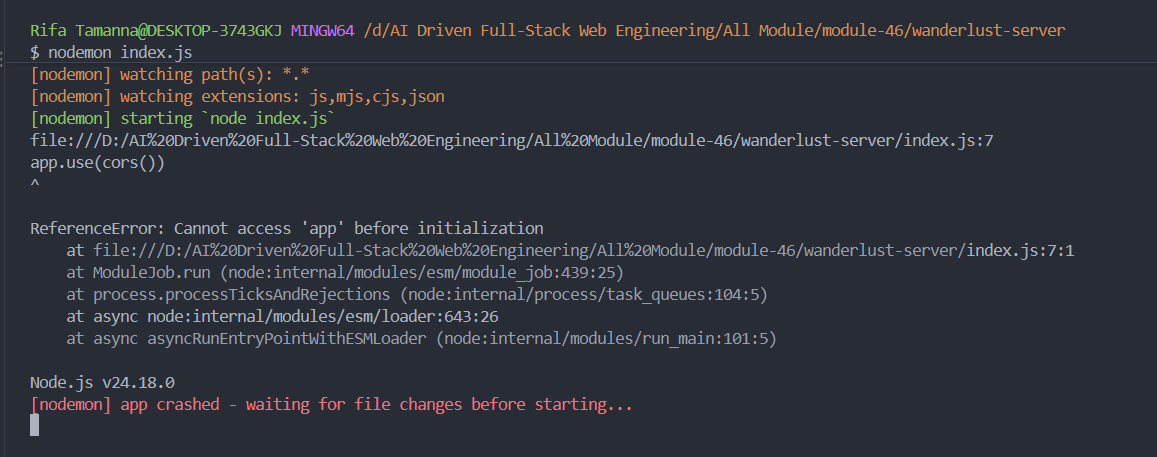 Rifa Tamanna@DESKTOP-3743GKJ MINGW64 /d/AI Driven Full-Stack Web Engineering/All Module/module-46/wanderlust-server
$ nodemon index.js
[nodemon] watching path(s): *.*
[nodemon] watching extensions: js,mjs,cjs,json
[nodemon] starting `node index.js`
file:///D:/AI%20Driven%20Full-Stack%20Web%20Engineering/All%20Module/module-46/wanderlust-server/index.js:7
app.use(cors())
^
ReferenceError: Cannot access 'app' before initialization
    at file:///D:/AI%20Driven%20Full-Stack%20Web%20Engineering/All%20Module/module-46/wanderlust-server/index.js:7:1
    at ModuleJob.run (node:internal/modules/esm/module_job:439:25)
    at process.processTicksAndRejections (node:internal/process/task_queues:104:5)
    at async node:internal/modules/esm/loader:643:26
    at async asyncRunEntryPointWithESMLoader (node:internal/modules/run_main:101:5)
Node.js v24.18.0
[nodemon] app crashed - waiting for file changes before starting...